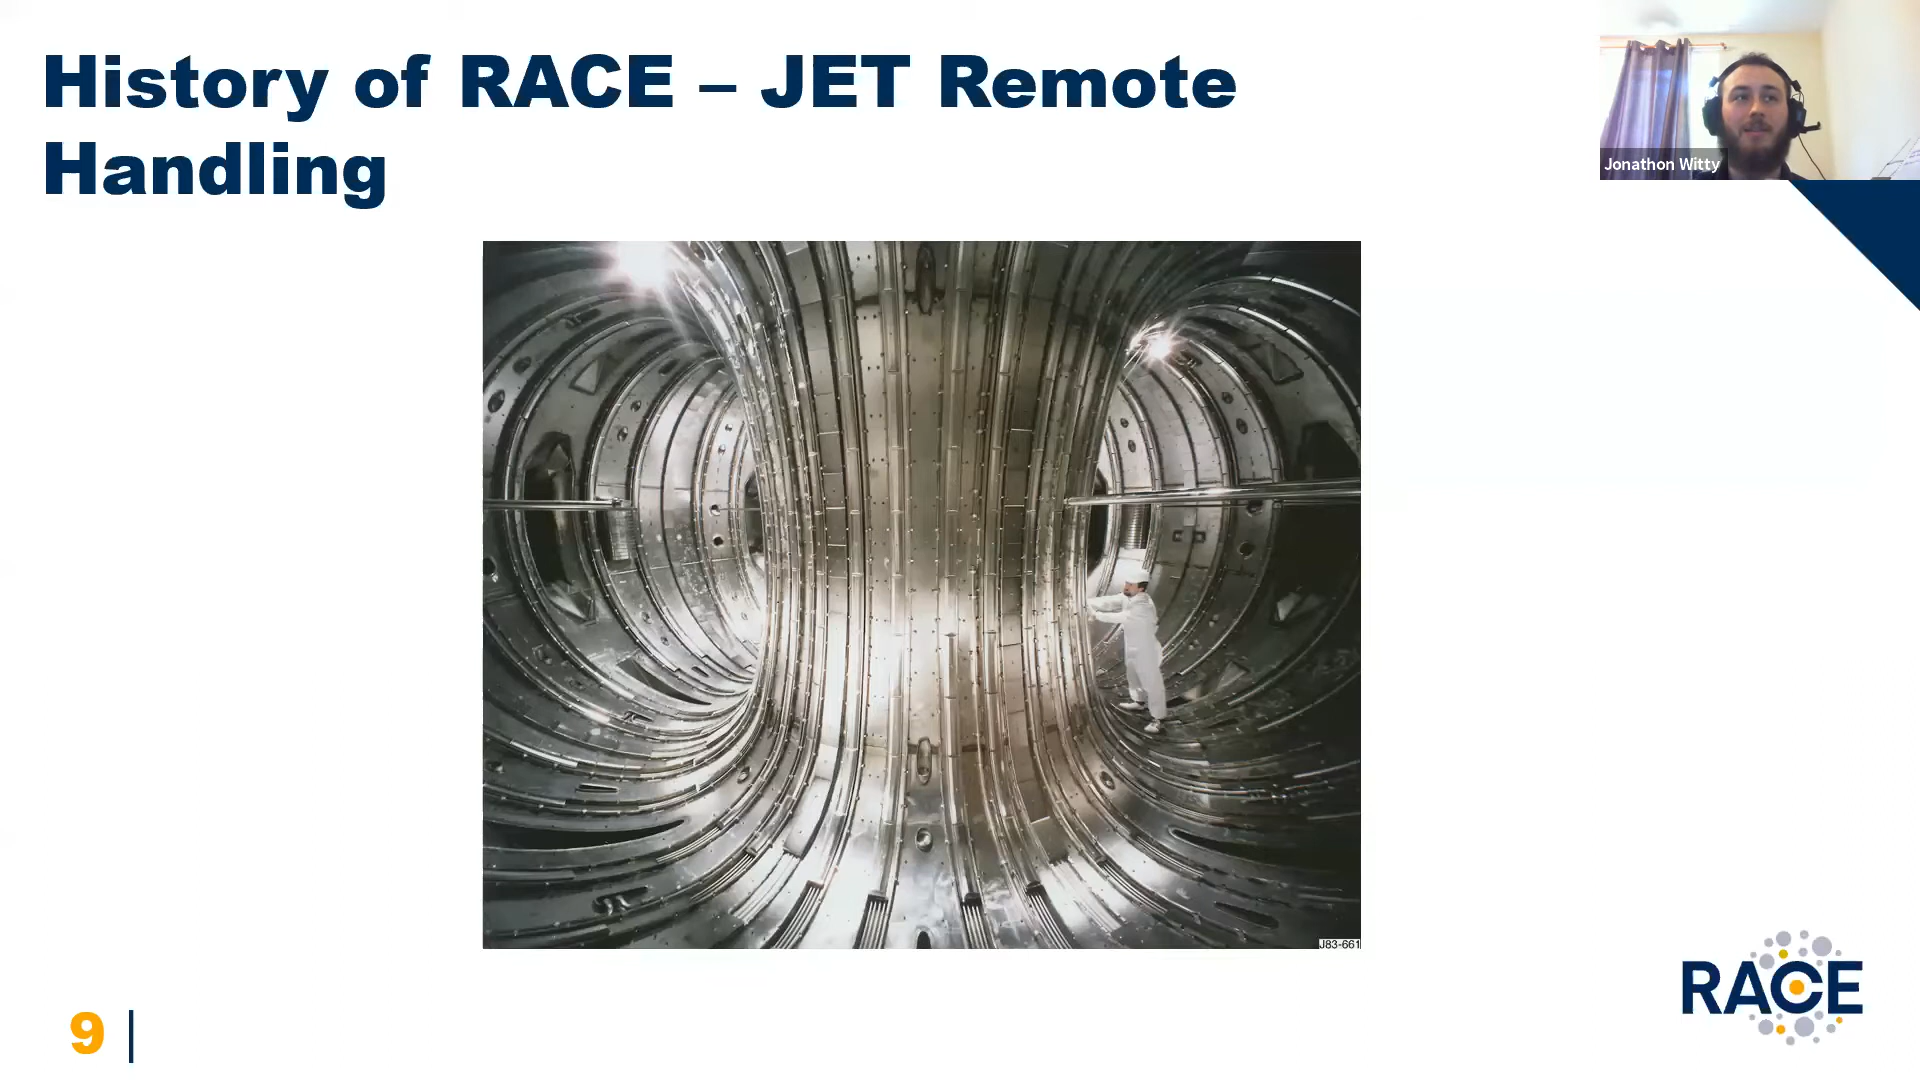 History of RACE – JET Remote
Handling
Jonathon Witty
J83-661
RACE
9